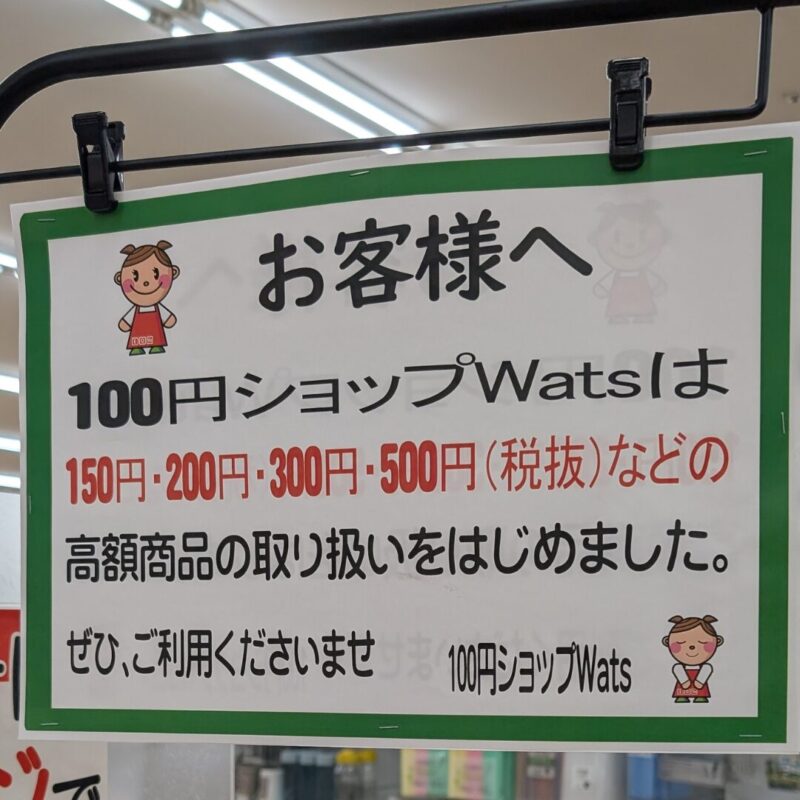 お客様へ
100円ショップWatsは
150円・200円・300円・500円(税抜)などの
高額商品の取り扱いをはじめました。
ぜひ、ご利用くださいませ
100円ショップWats